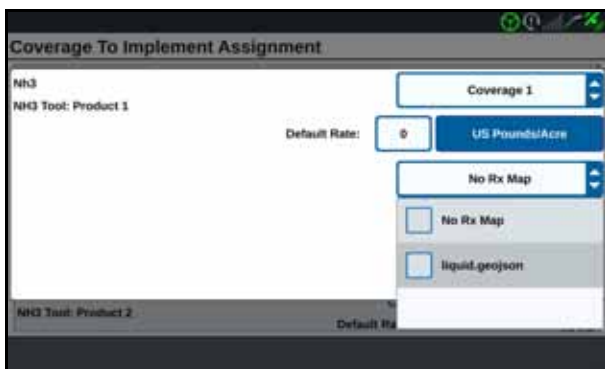 Coverage To Implement Assignment
Nh3
Coverage 1
NH3 Tool: Product 1
Default Rate:
0
US Pounds/Acre
No Rx Map
No Rx Map
liquid.geojson
NH3 Tool: Product 2
Default